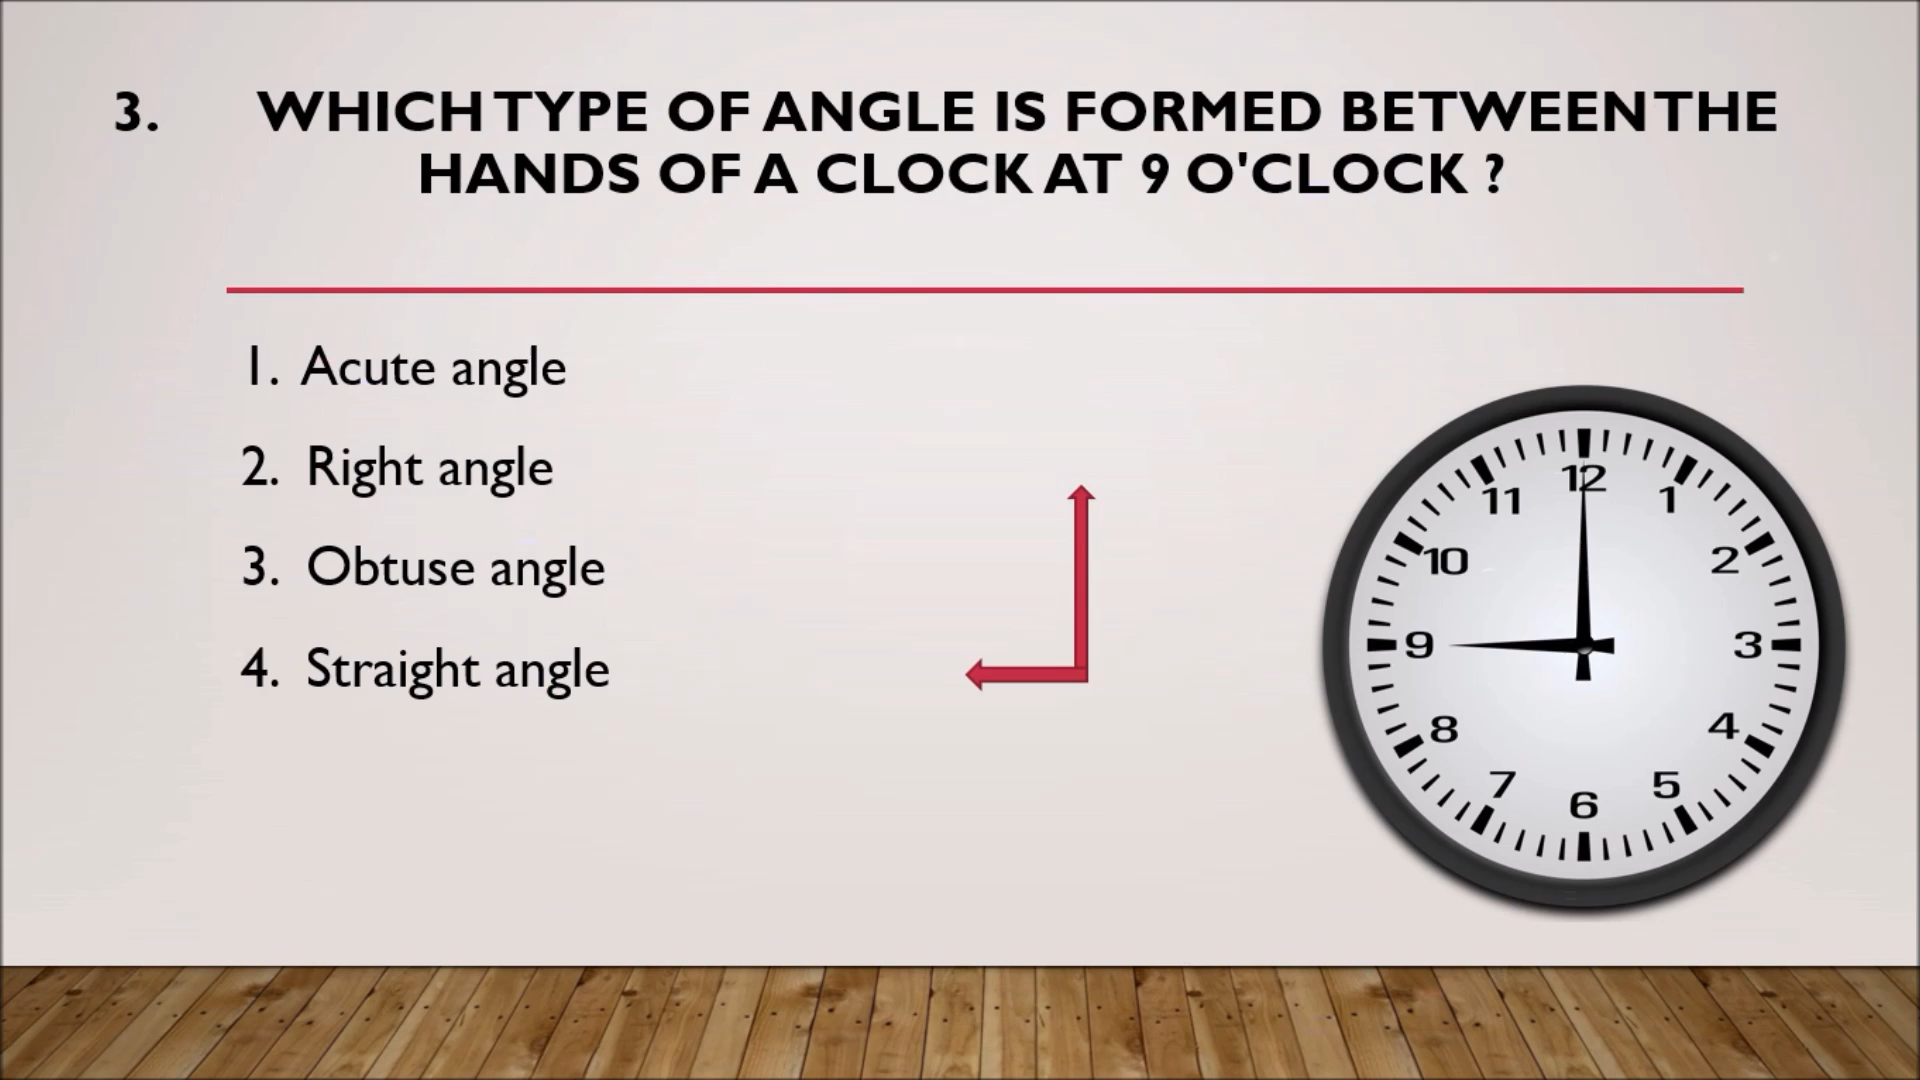 3. WHICH TYPE OF ANGLE IS FORMED BETWEEN THE
HANDS OF A CLOCK AT 9 O'CLOCK ?
1. Acute angle
2. Right angle
3. Obtuse angle
4. Straight angle
12
11 1
10 2
9 3
8 4
7 5
6